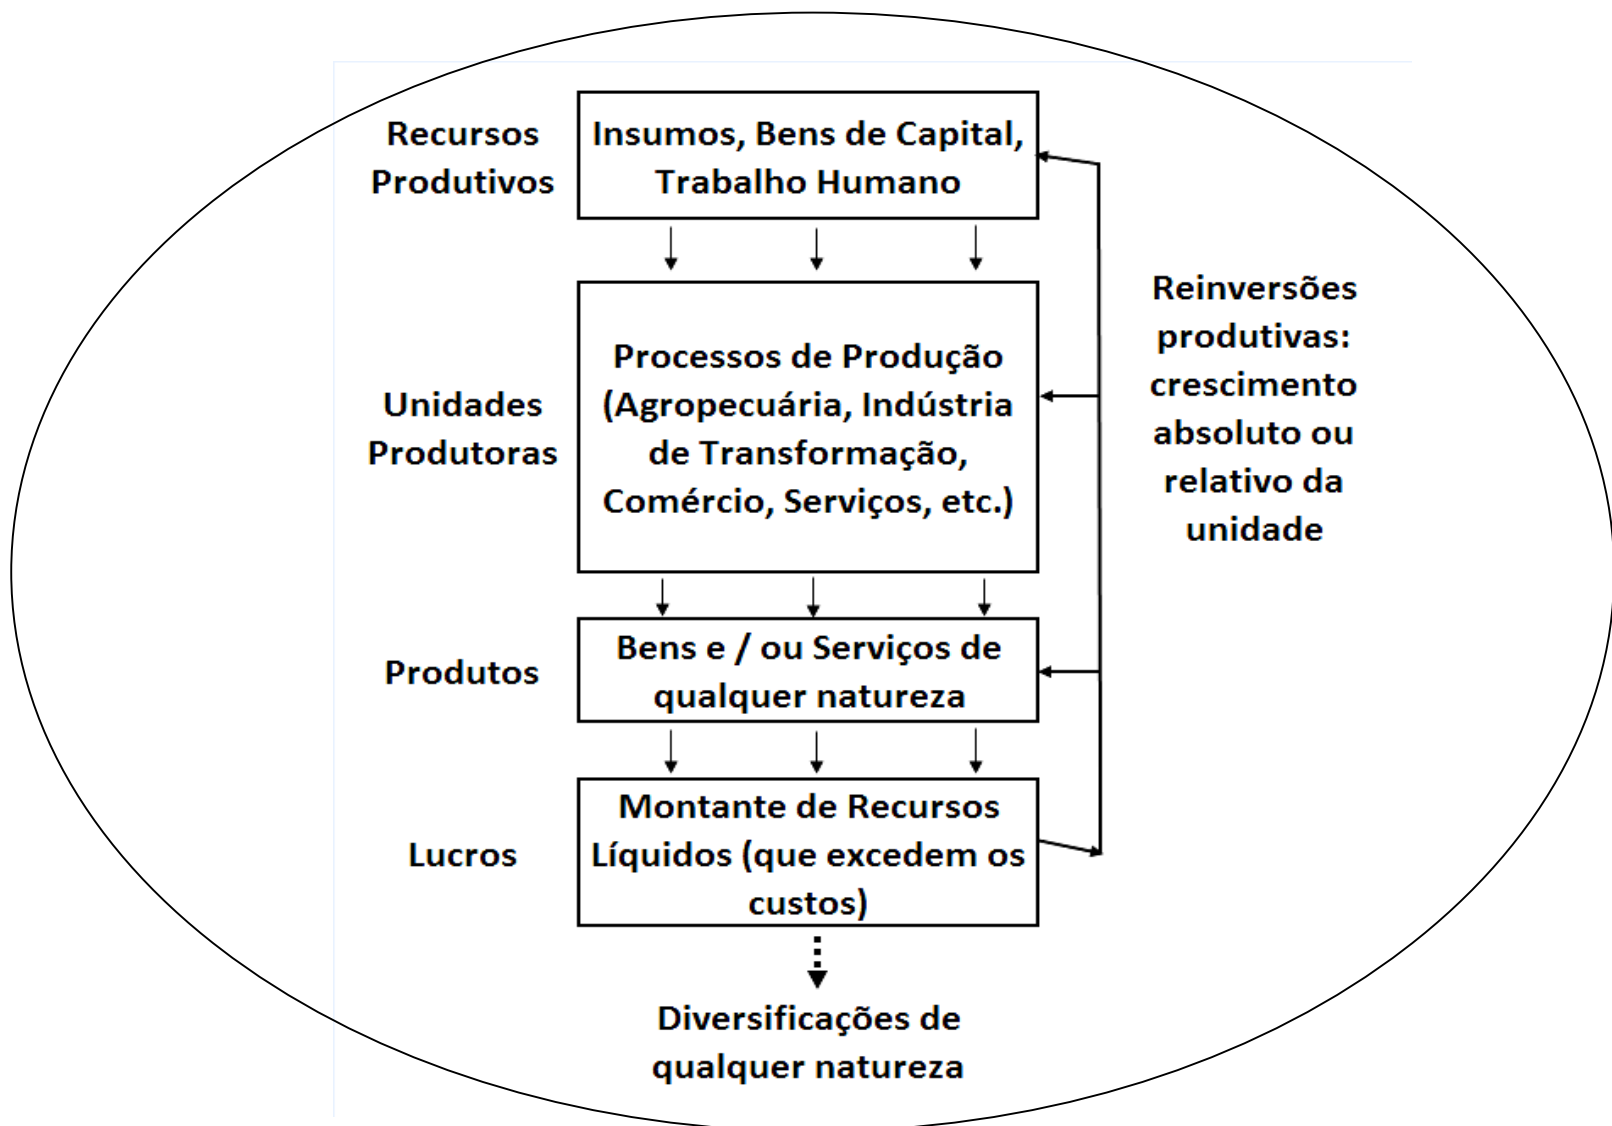 Recursos
Produtivos
Insumos, Bens de Capital,
Trabalho Humano
Unidades
Produtoras
Processos de Produção
(Agropecuária, Indústria
de Transformação,
Comércio, Serviços, etc.)
Reinversões
produtivas:
crescimento
absoluto ou
relativo da
unidade
Produtos
Bens e / ou Serviços de
qualquer natureza
Lucros
Montante de Recursos
Líquidos (que excedem os
custos)
Diversificações de
qualquer natureza